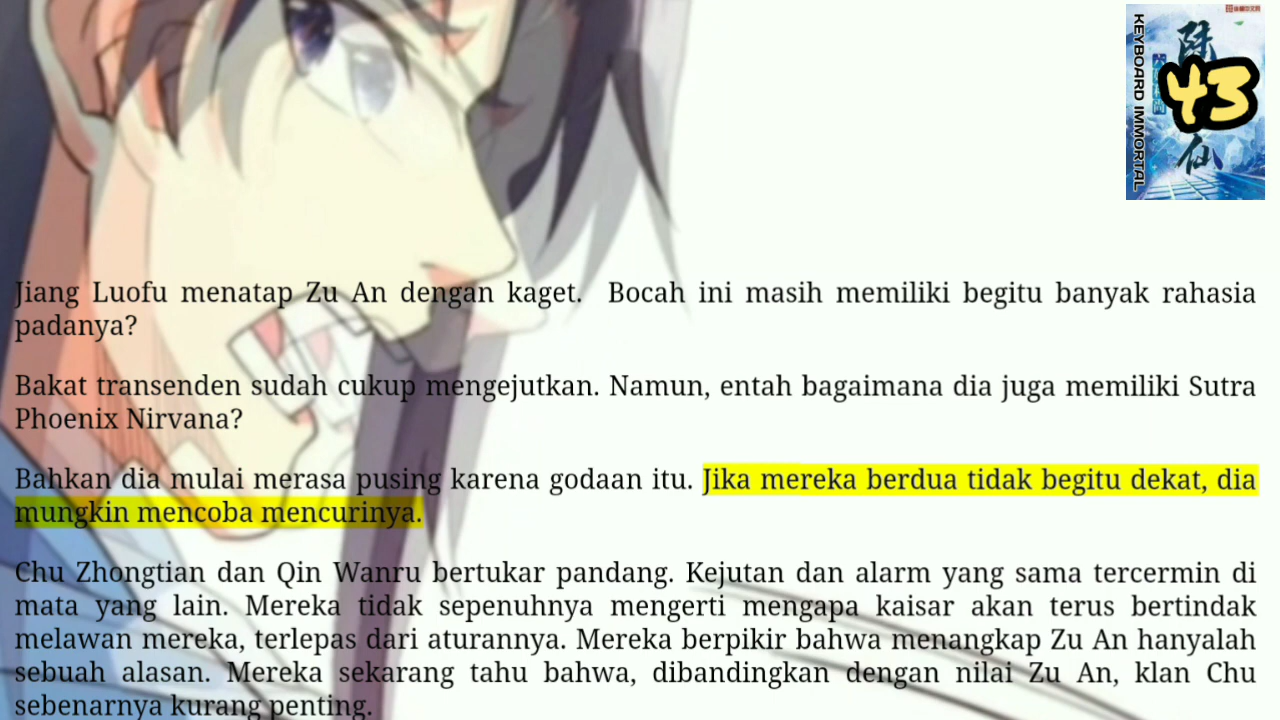 KEYBOARD IMMORTAL
43
仙
Jiang Luofu menatap Zu An dengan kaget. Bocah ini masih memiliki begitu banyak rahasia
padanya?
Bakat transenden sudah cukup mengejutkan. Namun, entah bagaimana dia juga memiliki Sutra
Phoenix Nirvana?
Bahkan dia mulai merasa pusing karena godaan itu. Jika mereka berdua tidak begitu dekat, dia
mungkin mencoba mencurinya.
Chu Zhongtian dan Qin Wanru bertukar pandang. Kejutan dan alarm yang sama tercermin di
mata yang lain. Mereka tidak sepenuhnya mengerti mengapa kaisar akan terus bertindak
melawan mereka, terlepas dari aturannya. Mereka berpikir bahwa menangkap Zu An hanyalah
sebuah alasan. Mereka sekarang tahu bahwa, dibandingkan dengan nilai Zu An, klan Chu
sebenarnya kurang penting.